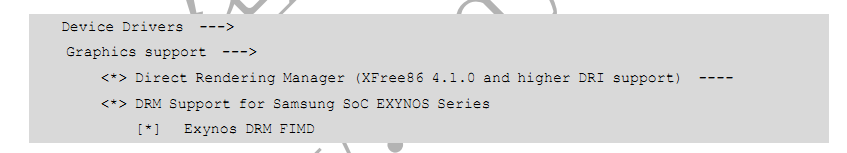 Device Drivers --->
Graphics support --->
<*> Direct Rendering Manager (XFree86 4.1.0 and higher DRI support) ----
<*> DRM Support for Samsung SoC EXYNOS Series
[*] Exynos DRM FIMD